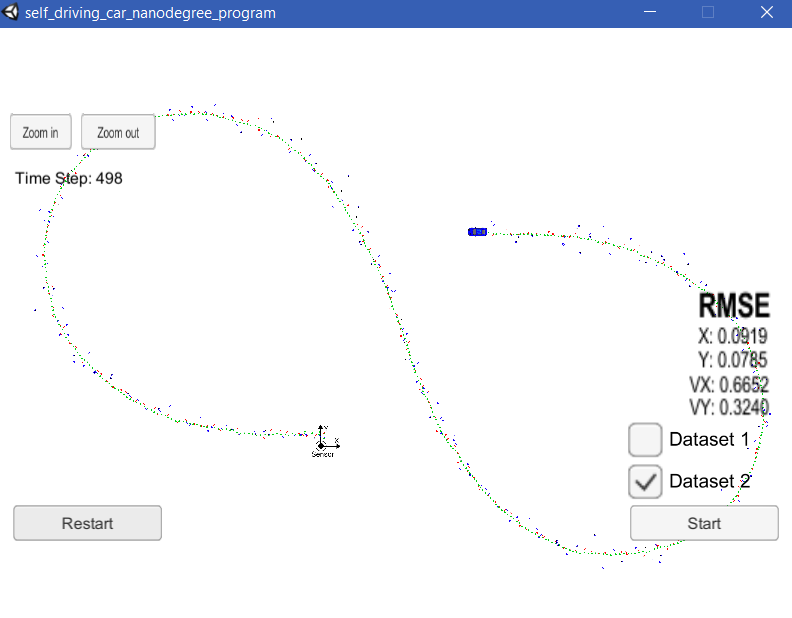 self_driving_car_nanodegree_program
Zoom in
Zoom out
Time Step: 498
RMSE
X: 0.0919
Y: 0.0785
VX: 0.6652
VY: 0.3240
Y
X
Sensor
Dataset 1
Dataset 2
Restart
Start